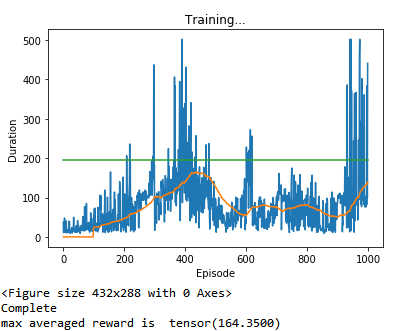 Training...
500
400
300
200
100
0
Duration
0
200
400
600
800
1000
Episode
<Figure size 432x288 with 0 Axes>
Complete
max averaged reward is  tensor(164.3500)